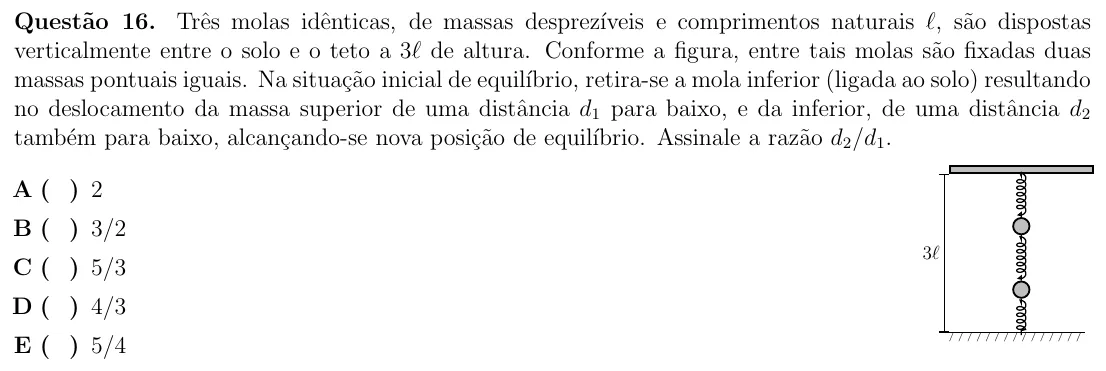 Questão 16. Três molas idênticas, de massas desprezíveis e comprimentos naturais ℓ, são dispostas
verticalmente entre o solo e o teto a 3ℓ de altura. Conforme a figura, entre tais molas são fixadas duas
massas pontuais iguais. Na situação inicial de equilíbrio, retira-se a mola inferior (ligada ao solo) resultando
no deslocamento da massa superior de uma distância d₁ para baixo, e da inferior, de uma distância d₂
também para baixo, alcançando-se nova posição de equilíbrio. Assinale a razão d₂/d₁.
A ( ) 2
B ( ) 3/2
C ( ) 5/3
D ( ) 4/3
E ( ) 5/4
3ℓ